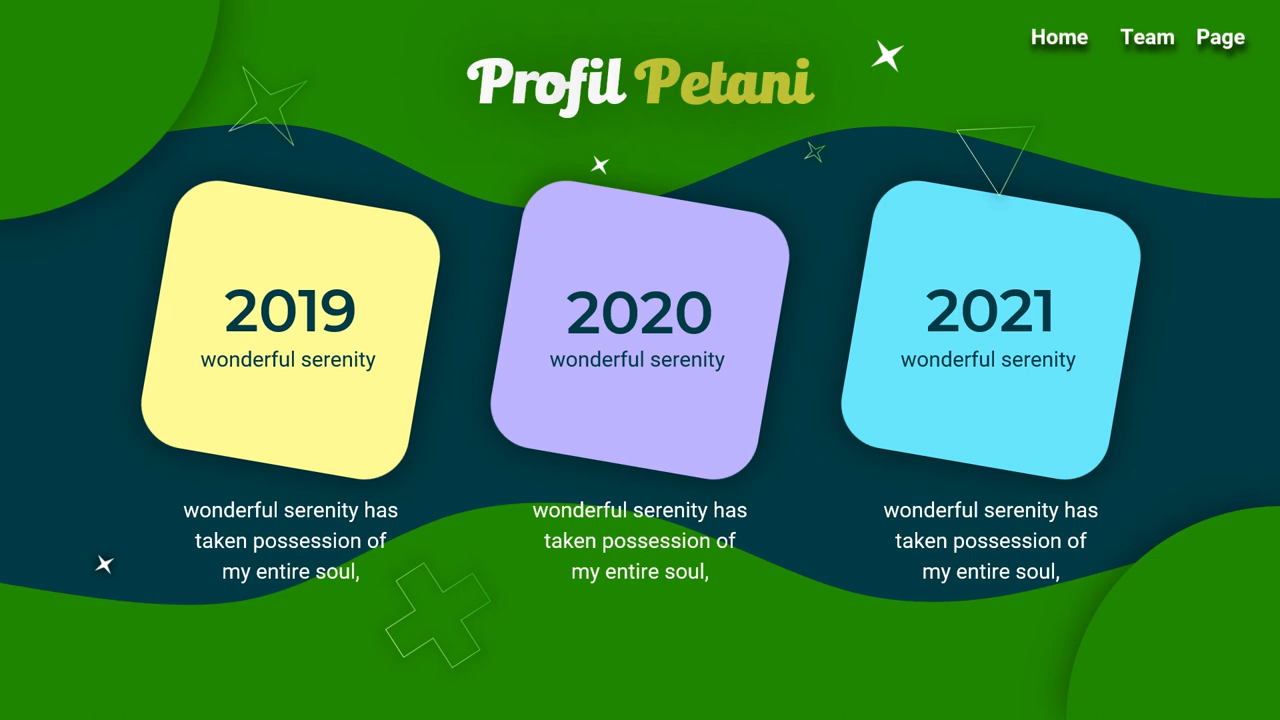 Home Team Page
Profil Petani
2019
wonderful serenity
2020
wonderful serenity
2021
wonderful serenity
wonderful serenity has
taken possession of
my entire soul,
wonderful serenity has
taken possession of
my entire soul,
wonderful serenity has
taken possession of
my entire soul,